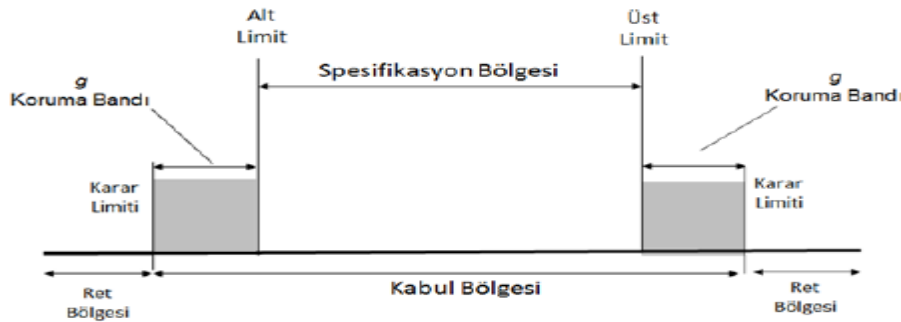 Alt
Limit
Üst
Limit
Spesifikasyon Bölgesi
g
Koruma Bandı
g
Koruma Bandı
Karar
Limiti
Karar
Limiti
Kabul Bölgesi
Ret
Bölgesi
Ret
Bölgesi